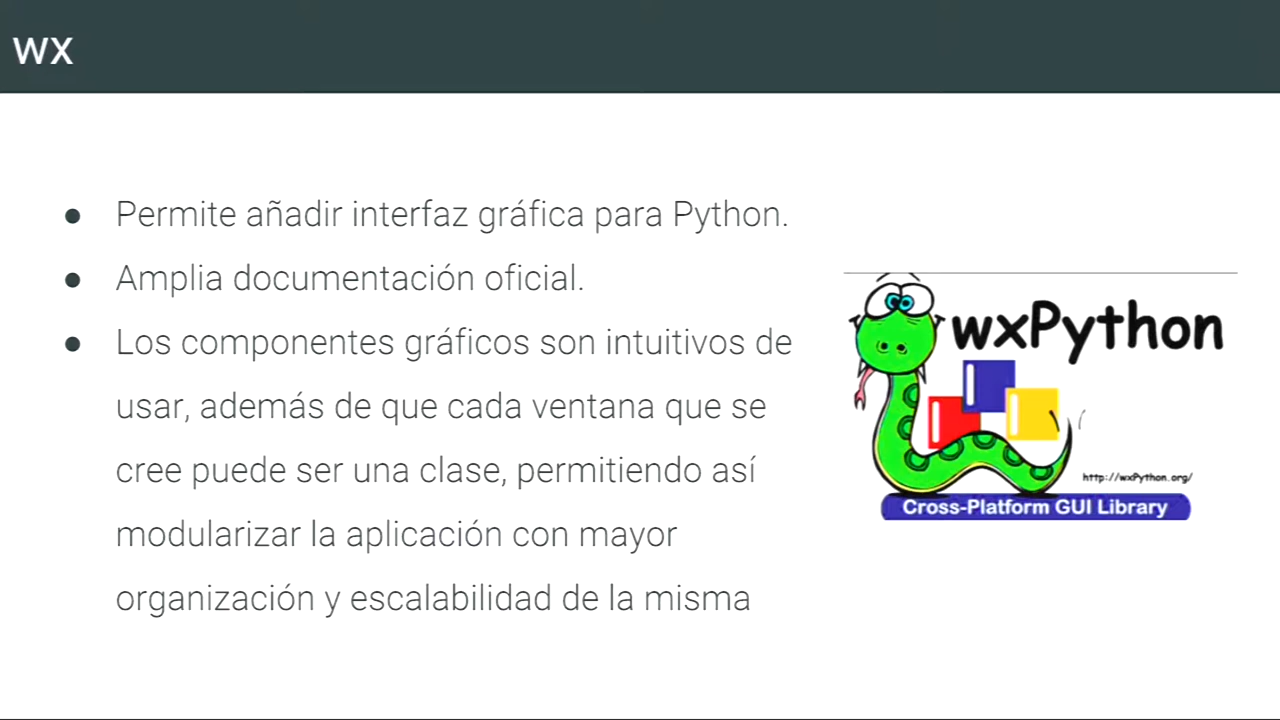 wx
● Permite añadir interfaz gráfica para Python.
● Amplia documentación oficial.
● Los componentes gráficos son intuitivos de
usar, además de que cada ventana que se
cree puede ser una clase, permitiendo así
modularizar la aplicación con mayor
organización y escalabilidad de la misma
wxPython
http://wxPython.org/
Cross-Platform GUI Library